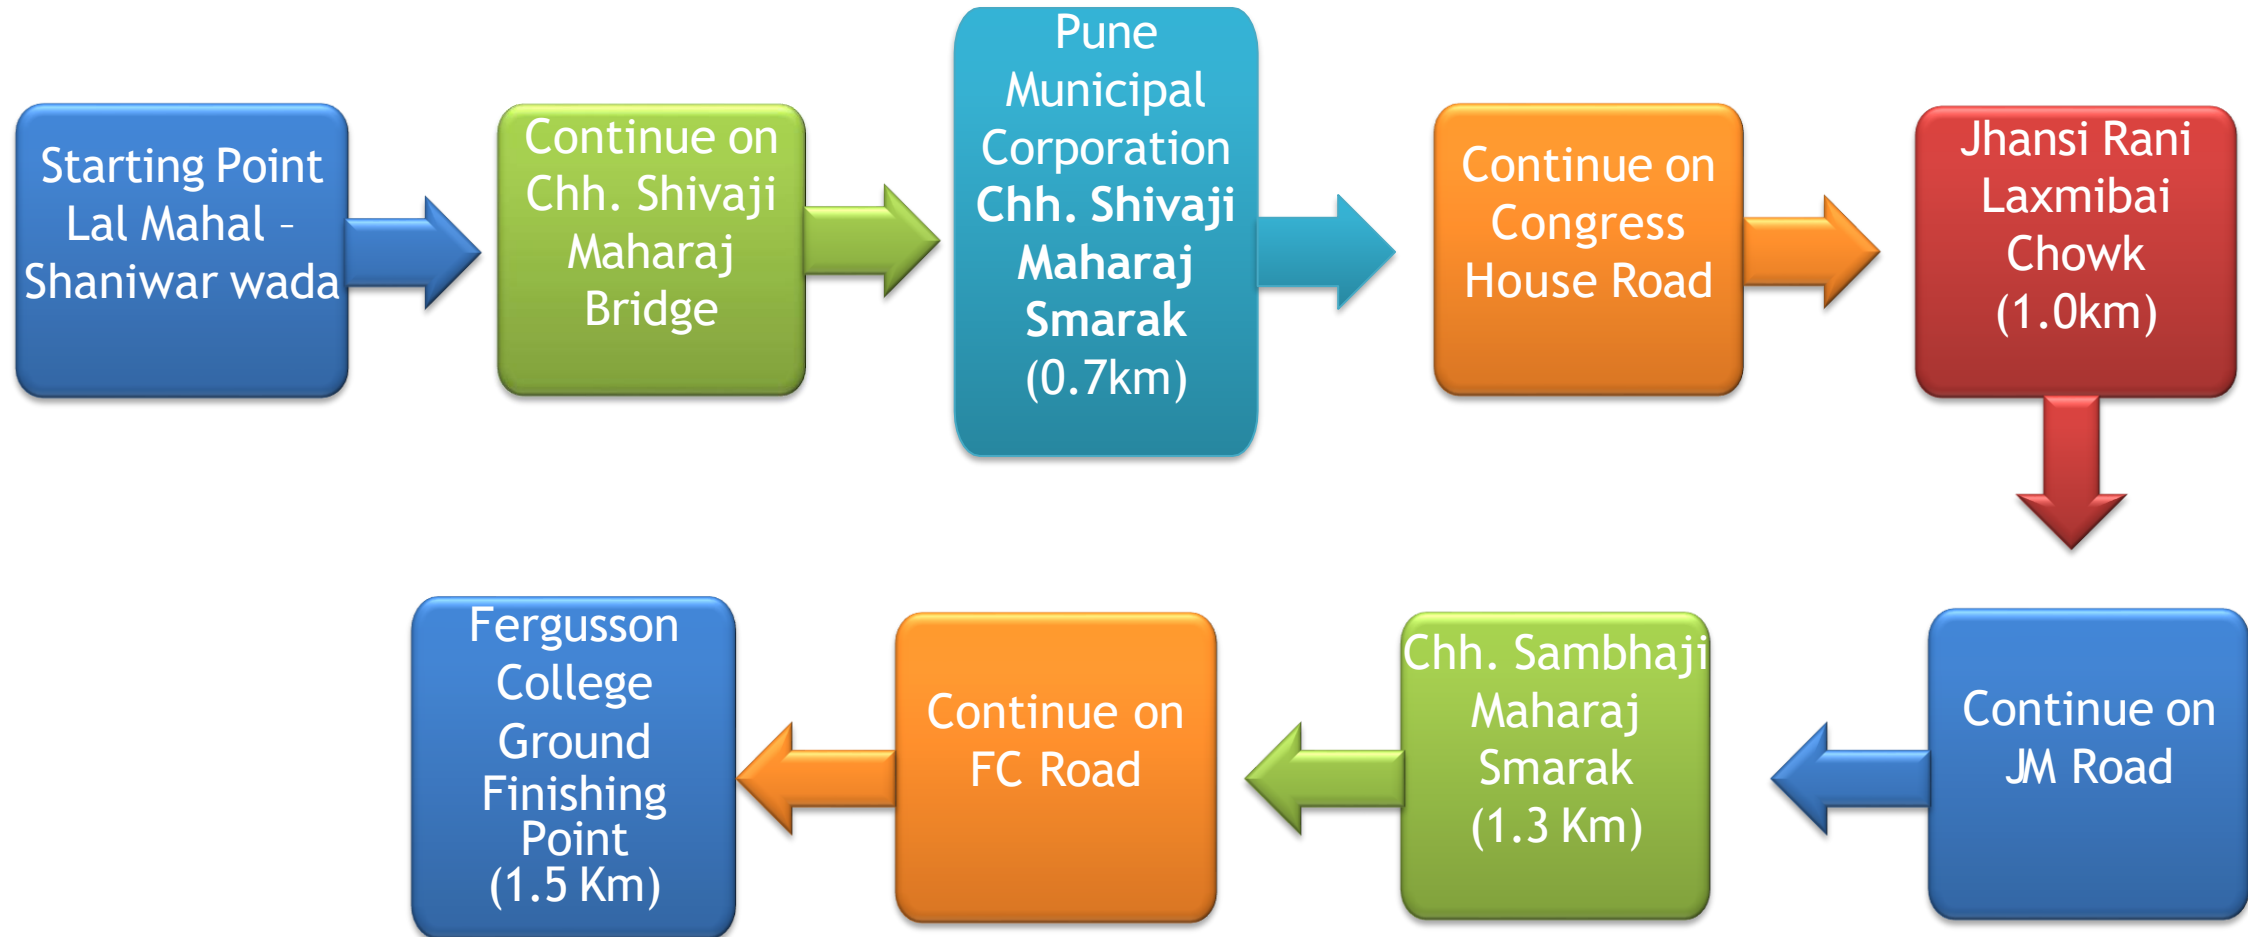 Starting Point
Lal Mahal –
Shaniwar wada
Continue on
Chh. Shivaji
Maharaj
Bridge
Pune
Municipal
Corporation
Chh. Shivaji
Maharaj
Smarak
(0.7km)
Continue on
Congress
House Road
Jhansi Rani
Laxmibai
Chowk
(1.0km)
Continue on
JM Road
Chh. Sambhaji
Maharaj
Smarak
(1.3 Km)
Continue on
FC Road
Fergusson
College
Ground
Finishing
Point
(1.5 Km)